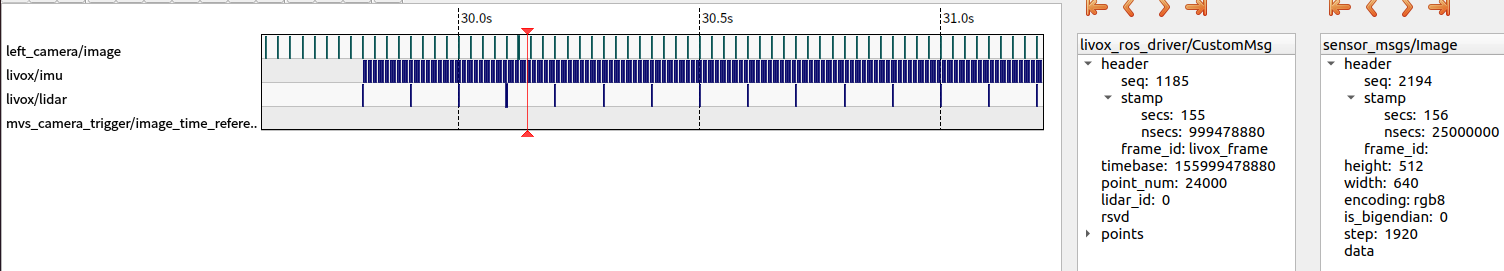 30.0s 30.5s 31.0s
left_camera/image
livox/imu
livox/lidar
mvs_camera_trigger/image_time_refere..
livox_ros_driver/CustomMsg
header
seq: 1185
stamp
secs: 155
nsecs: 999478880
frame_id: livox_frame
timebase: 155999478880
point_num: 24000
lidar_id: 0
rsvd
points
sensor_msgs/Image
header
seq: 2194
stamp
secs: 156
nsecs: 25000000
frame_id:
height: 512
width: 640
encoding: rgb8
is_bigendian: 0
step: 1920
data